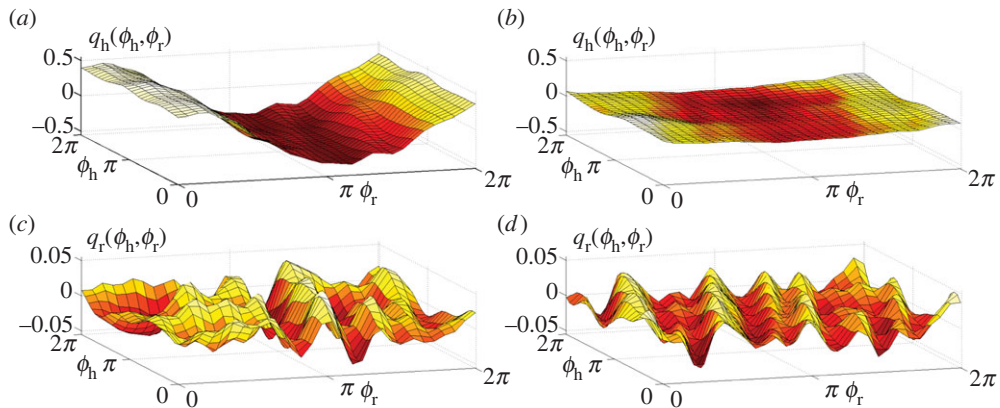 (a)
q_h(ϕ_h,ϕ_r)
0.5
0
–0.5
2π
ϕ_h π
0
0
π ϕ_r
2π
(b)
q_h(ϕ_h,ϕ_r)
0.5
0
–0.5
2π
ϕ_h π
0
0
π ϕ_r
2π
(c)
q_r(ϕ_h,ϕ_r)
0.05
0
–0.05
2π
ϕ_h π
0
0
π ϕ_r
2π
(d)
q_r(ϕ_h,ϕ_r)
0.05
0
–0.05
2π
ϕ_h π
0
0
π ϕ_r
2π